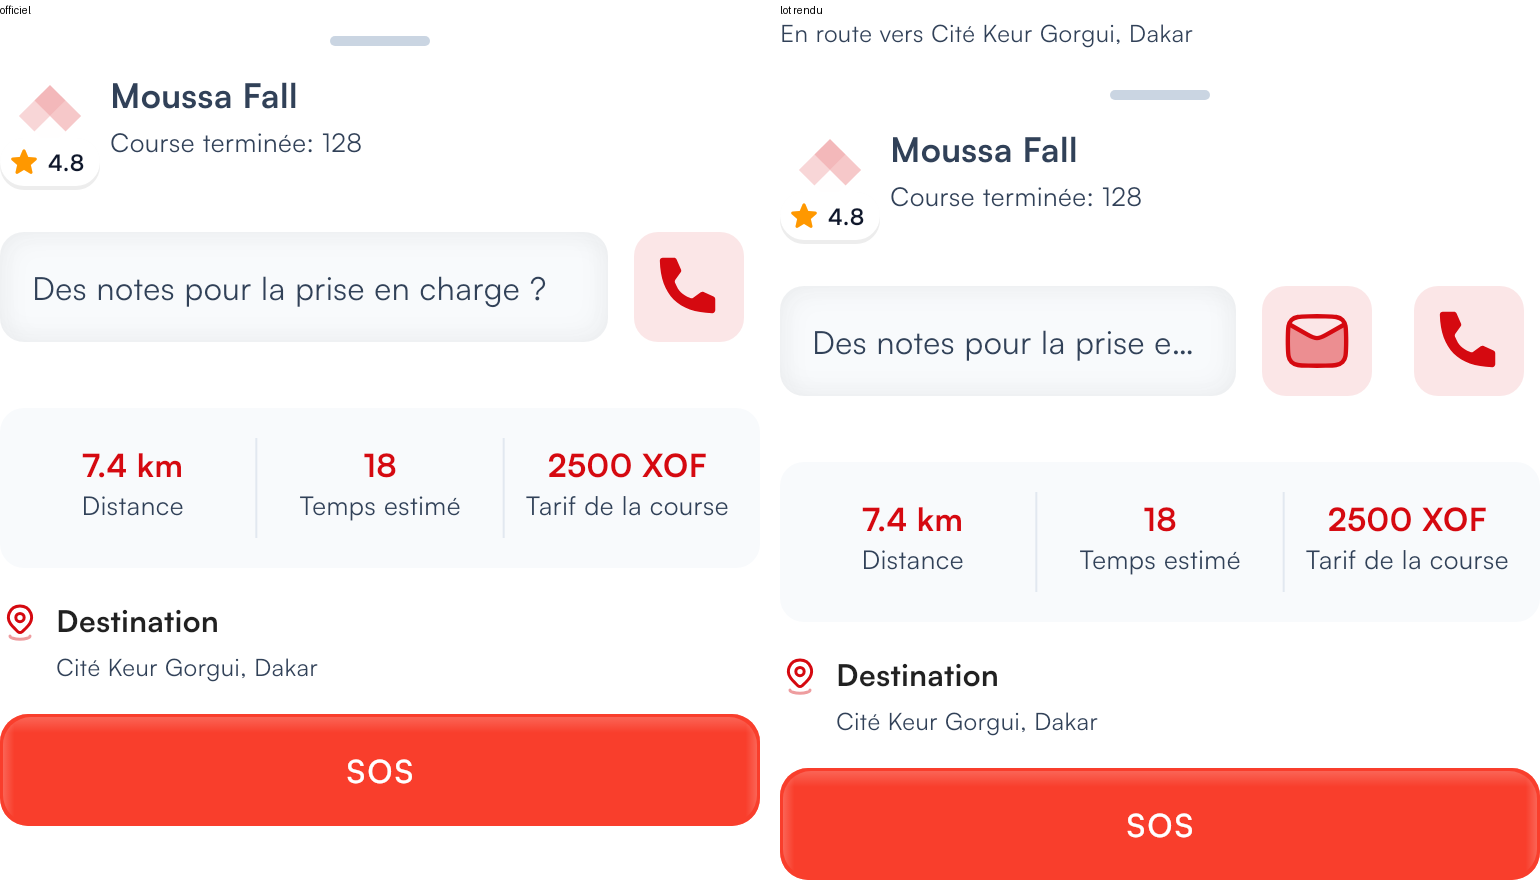 officiel
Moussa Fall
Course terminée: 128
4.8
Des notes pour la prise en charge ?
7.4 km
Distance
18
Temps estimé
2500 XOF
Tarif de la course
Destination
Cité Keur Gorgui, Dakar
SOS
lot rendu
En route vers Cité Keur Gorgui, Dakar
Moussa Fall
Course terminée: 128
4.8
Des notes pour la prise e...
7.4 km
Distance
18
Temps estimé
2500 XOF
Tarif de la course
Destination
Cité Keur Gorgui, Dakar
SOS